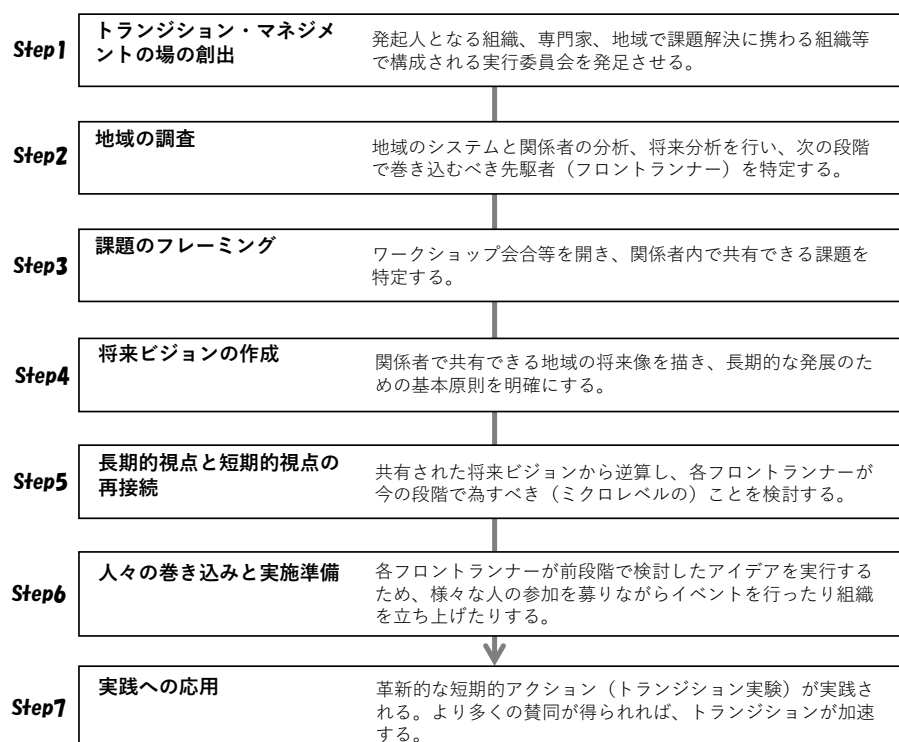 Step1
トランジション・マネジメ
ントの場の創出
発起人となる組織、専門家、地域で課題解決に携わる組織等
で構成される実行委員会を発足させる。
Step2
地域の調査
地域のシステムと関係者の分析、将来分析を行い、次の段階
で巻き込むべき先駆者（フロントランナー）を特定する。
Step3
課題のフレーミング
ワークショップ会合等を開き、関係者内で共有できる課題を
特定する。
Step4
将来ビジョンの作成
関係者で共有できる地域の将来像を描き、長期的な発展のた
めの基本原則を明確にする。
Step5
長期的視点と短期的視点の
再接続
共有された将来ビジョンから逆算し、各フロントランナーが
今の段階で為すべき（ミクロレベルの）ことを検討する。
Step6
人々の巻き込みと実施準備
各フロントランナーが前段階で検討したアイデアを実行する
ため、様々な人の参加を募りながらイベントを行ったり組織
を立ち上げたりする。
Step7
実践への応用
革新的な短期的アクション（トランジション実験）が実践さ
れる。より多くの賛同が得られれば、トランジションが加速
する。